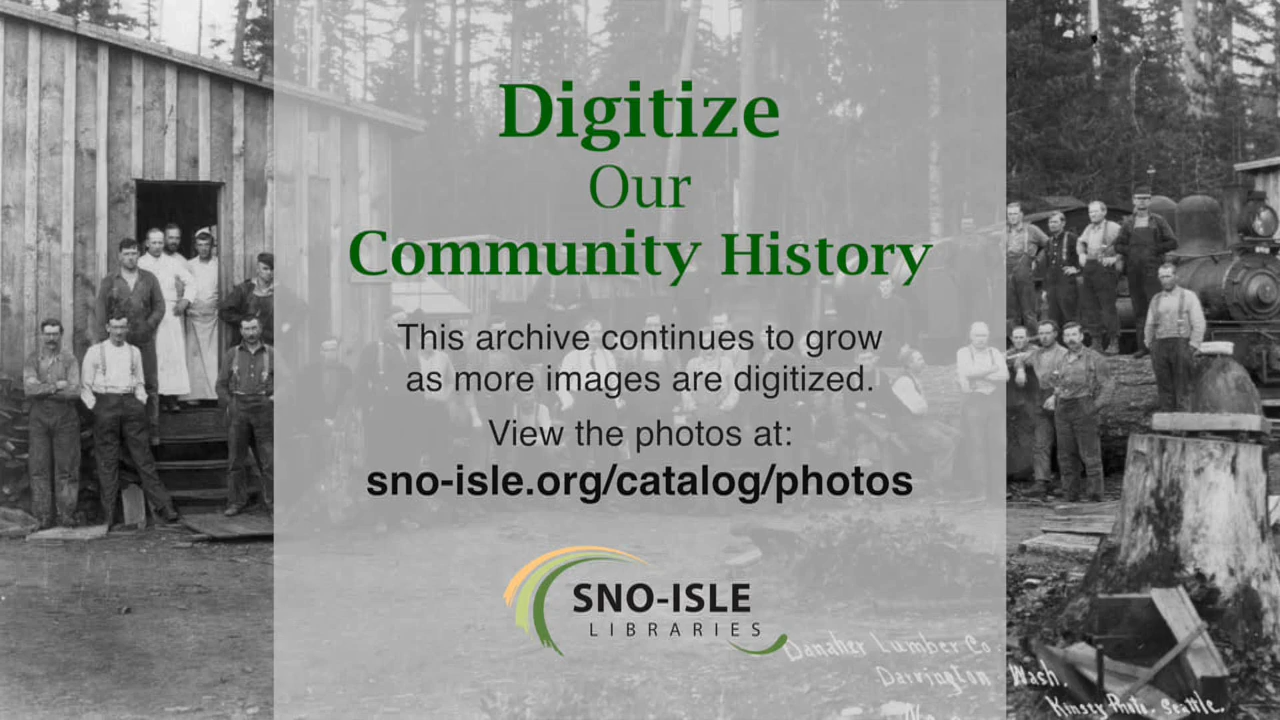 Digitize
Our
Community History
This archive continues to grow
as more images are digitized.
View the photos at:
sno-isle.org/catalog/photos
SNO-ISLE
LIBRARIES
Danaher Lumber Co.
Darrington Wash.
Kinsey Photo. Seattle.